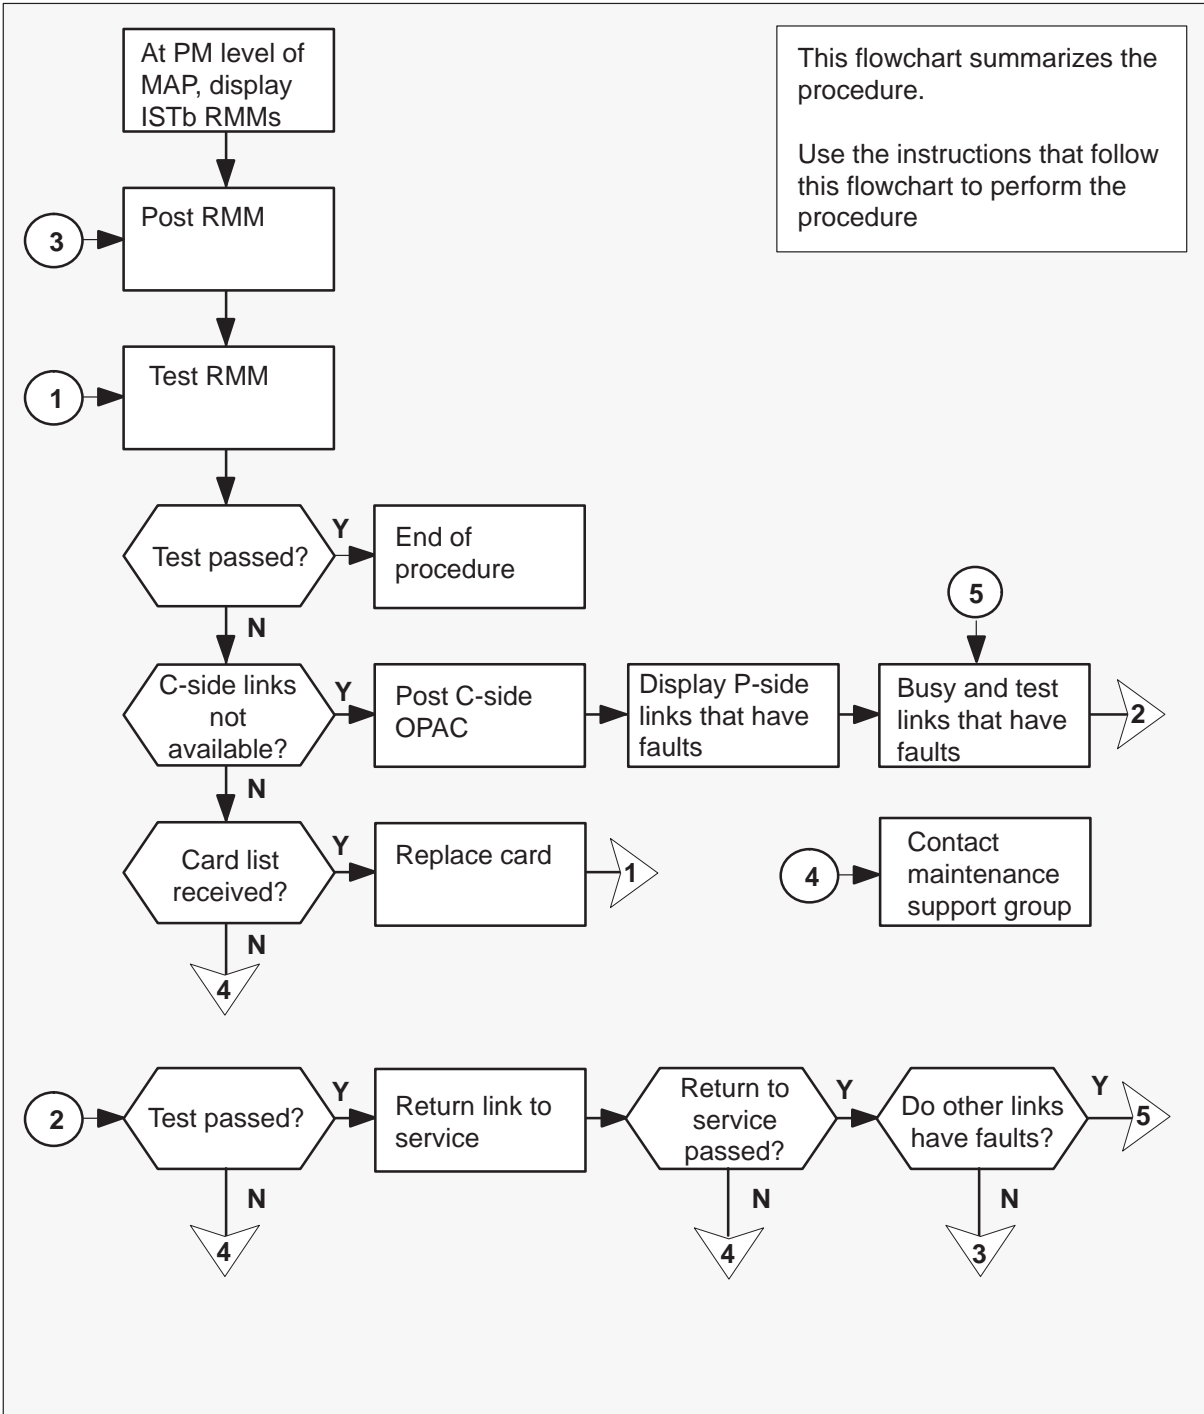 At PM level of
MAP, display
ISTb RMMs
This flowchart summarizes the
procedure.
Use the instructions that follow
this flowchart to perform the
procedure
3
Post RMM
1
Test RMM
Test passed?
Y
End of
procedure
N
5
C-side links
not
available?
Y
Post C-side
OPAC
Display P-side
links that have
faults
Busy and test
links that have
faults
2
N
Card list
received?
Y
Replace card
1
4
Contact
maintenance
support group
N
4
2
Test passed?
Y
Return link to
service
Return to
service
passed?
Y
Do other links
have faults?
Y
5
N
4
N
4
N
3